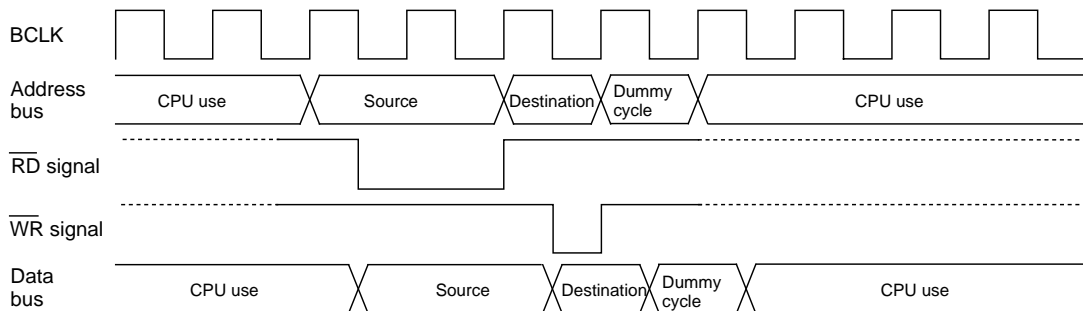 BCLK
Address
bus
CPU use
Source
Destination
Dummy
cycle
CPU use
RD signal
WR signal
Data
bus
CPU use
Source
Destination
Dummy
cycle
CPU use